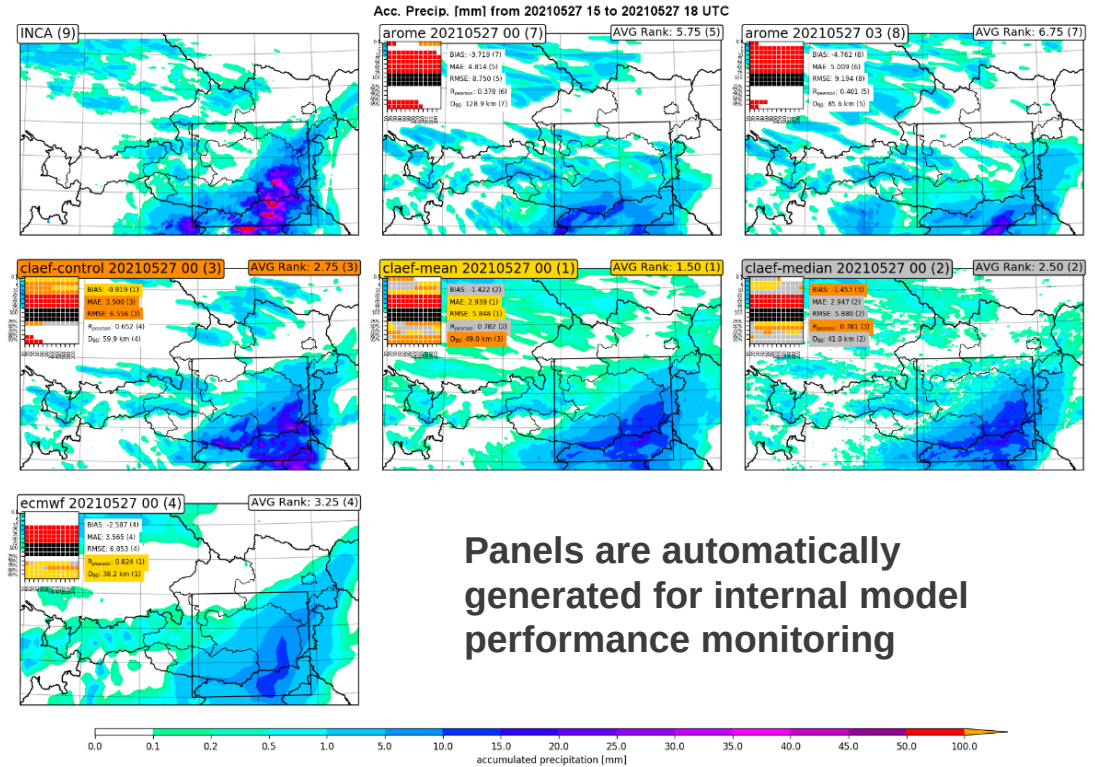 Acc. Precip. [mm] from 20210527 15 to 20210527 18 UTC
INCA (9)
arome 20210527 00 (7)
AVG Rank: 5.75 (5)
BIAS: -3.719 (7)
MAE: 4.814 (5)
RMSE: 8.750 (5)
Rpearson: 0.378 (6)
D90: 128.9 km (7)
arome 20210527 03 (8)
AVG Rank: 6.75 (7)
BIAS: -4.762 (8)
MAE: 5.009 (6)
RMSE: 9.194 (8)
Rpearson: 0.401 (5)
D90: 85.6 km (5)
claef-control 20210527 00 (3)
AVG Rank: 2.75 (3)
BIAS: -0.819 (1)
MAE: 3.500 (3)
RMSE: 6.556 (3)
Rpearson: 0.652 (4)
D90: 59.9 km (4)
claef-mean 20210527 00 (1)
AVG Rank: 1.50 (1)
BIAS: -1.422 (2)
MAE: 2.939 (1)
RMSE: 5.848 (1)
Rpearson: 0.782 (2)
D90: 49.0 km (3)
claef-median 20210527 00 (2)
AVG Rank: 2.50 (2)
BIAS: -1.453 (3)
MAE: 2.947 (2)
RMSE: 5.880 (2)
Rpearson: 0.781 (3)
D90: 41.0 km (2)
ecmwf 20210527 00 (4)
AVG Rank: 3.25 (4)
BIAS: -2.587 (4)
MAE: 3.565 (4)
RMSE: 6.853 (4)
Rpearson: 0.824 (1)
D90: 38.2 km (1)
Panels are automatically
generated for internal model
performance monitoring
0.0 0.1 0.2 0.5 1.0 5.0 10.0 15.0 20.0 25.0 30.0 35.0 40.0 45.0 50.0 100.0
accumulated precipitation [mm]